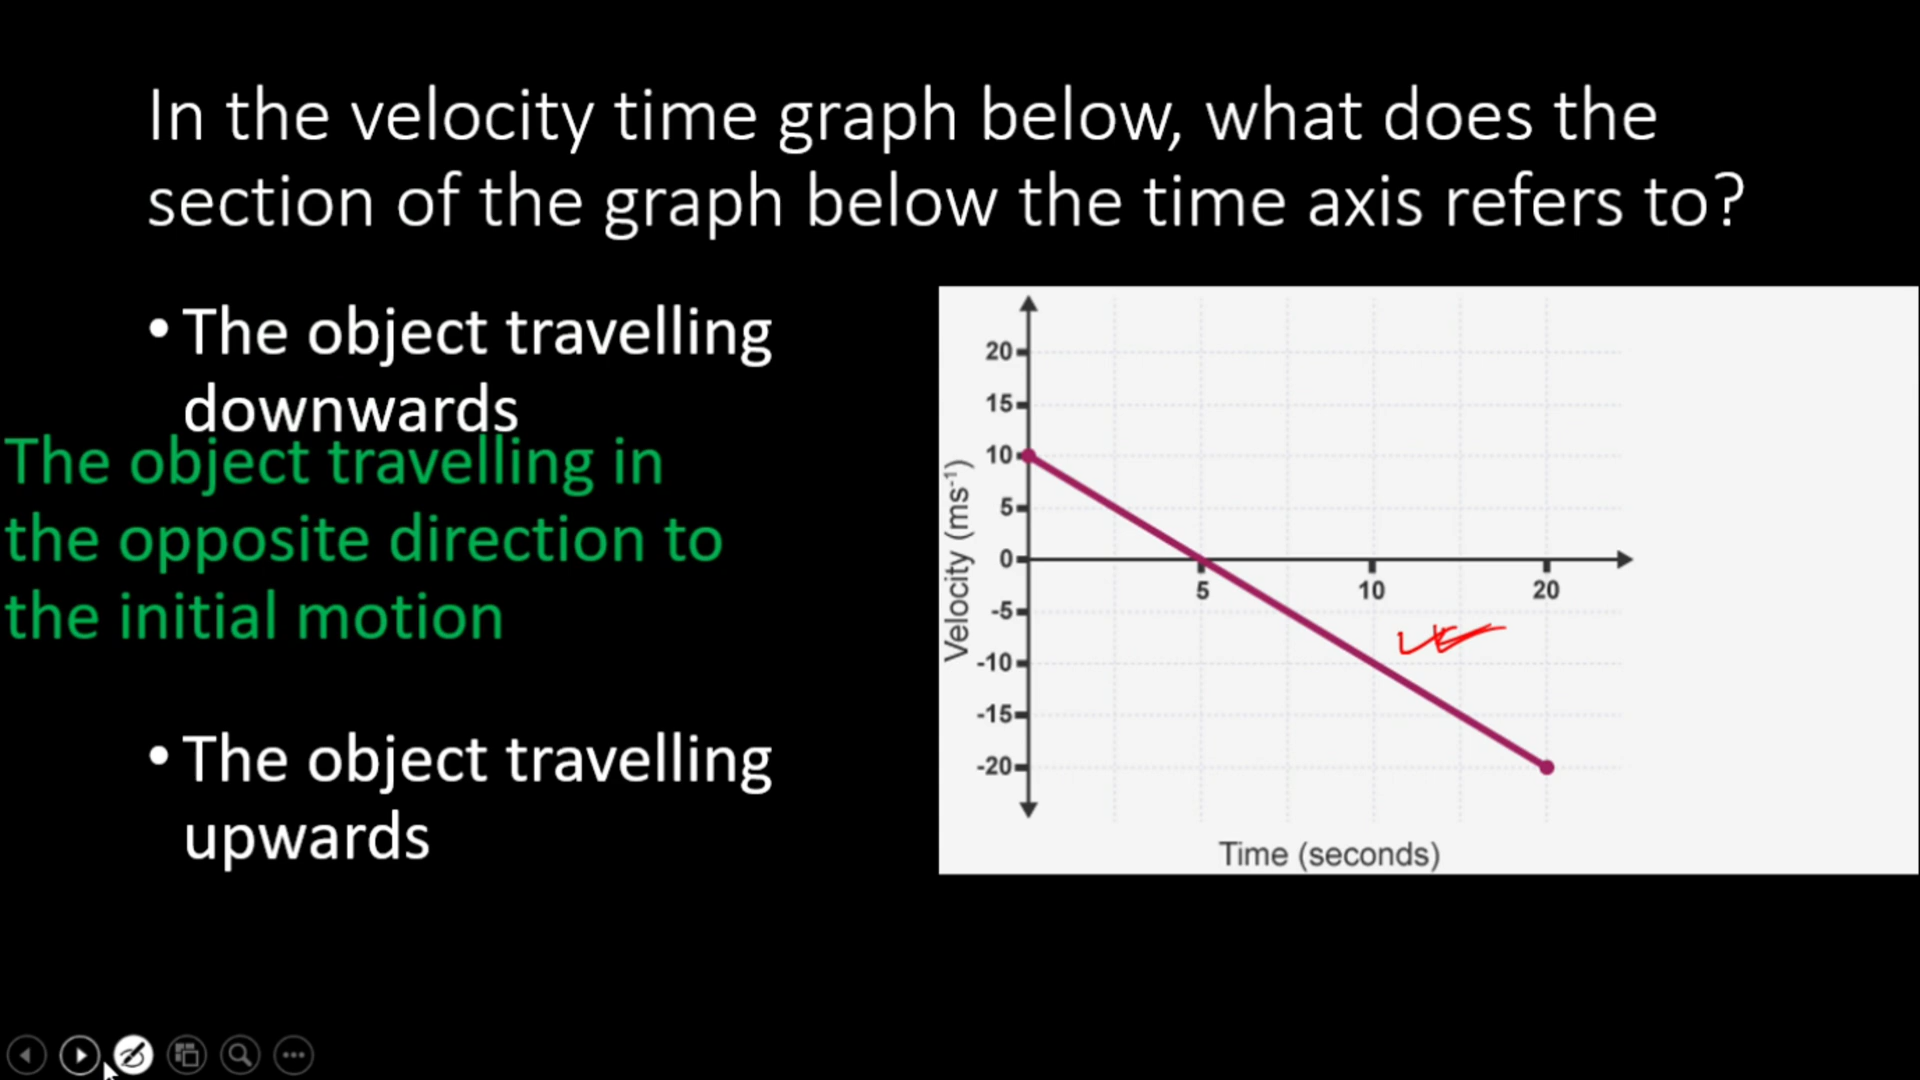 In the velocity time graph below, what does the
section of the graph below the time axis refers to?
• The object travelling
downwards
The object travelling in
the opposite direction to
the initial motion
• The object travelling
upwards
Velocity (ms⁻¹)
20
15
10
5
0
-5
-10
-15
-20
5 10 20
Time (seconds)